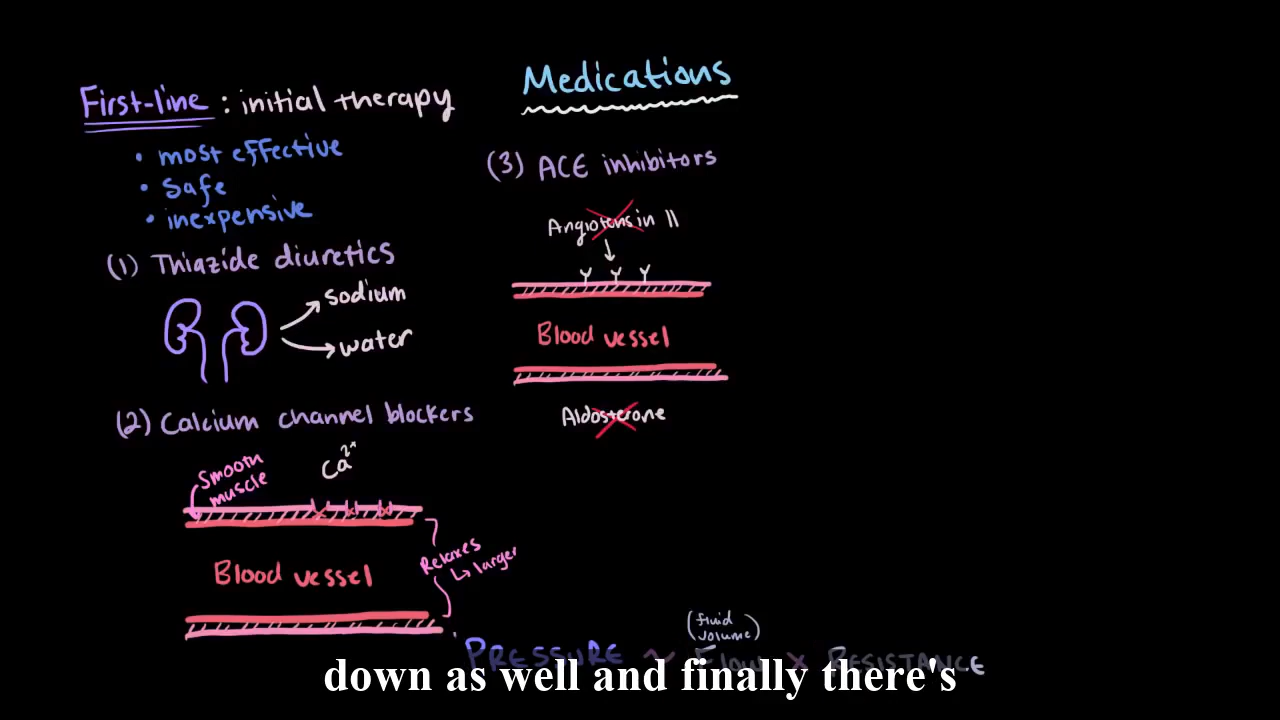 Medications
First-line : initial therapy
• most effective
• safe
• inexpensive
(1) Thiazide diuretics
sodium
water
(2) Calcium channel blockers
Ca2+
Smooth
muscle
Blood vessel
Relaxes
↳ larger
(3) ACE inhibitors
Angiotensin II
Blood vessel
Aldosterone
(fluid
volume)
PRESSURE ~ FLOW × RESISTANCE
down as well and finally there's